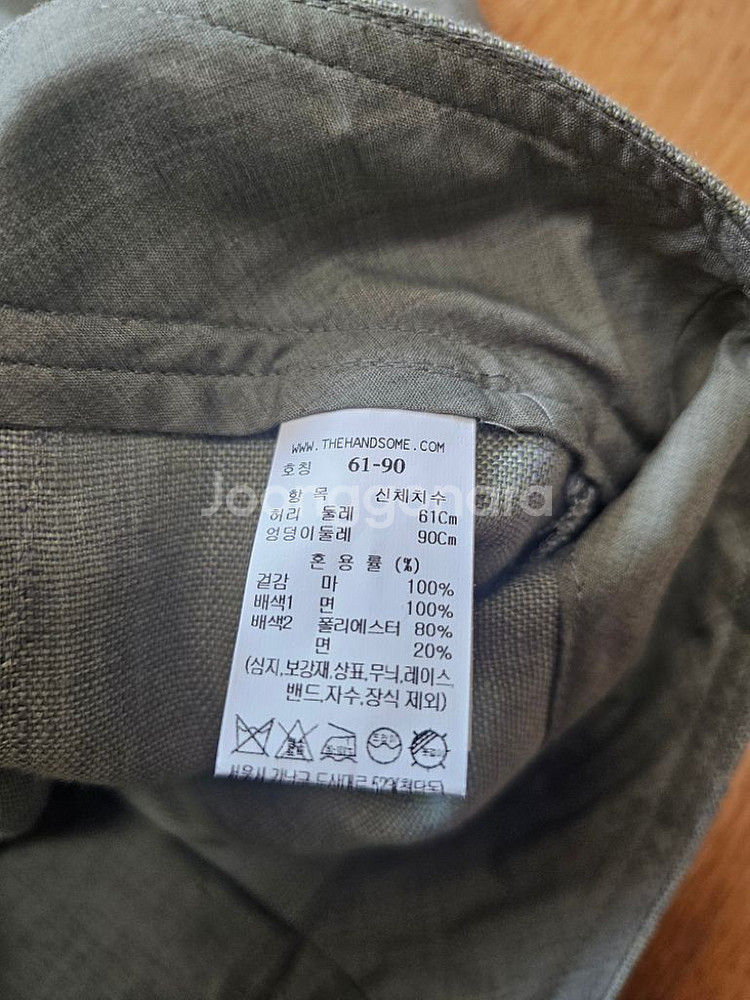 WWW.THEHANDSOME.COM
호칭 61-90
항 목 신체치수
허리 둘레 61Cm
엉덩이둘레 90Cm
혼 용 률 (%)
겉감 마 100%
배색1 면 100%
배색2 폴리에스터 80%
면 20%
(심지,보강재,상표,무늬,레이스,
밴드,자수,장식 제외)
Joonggonara